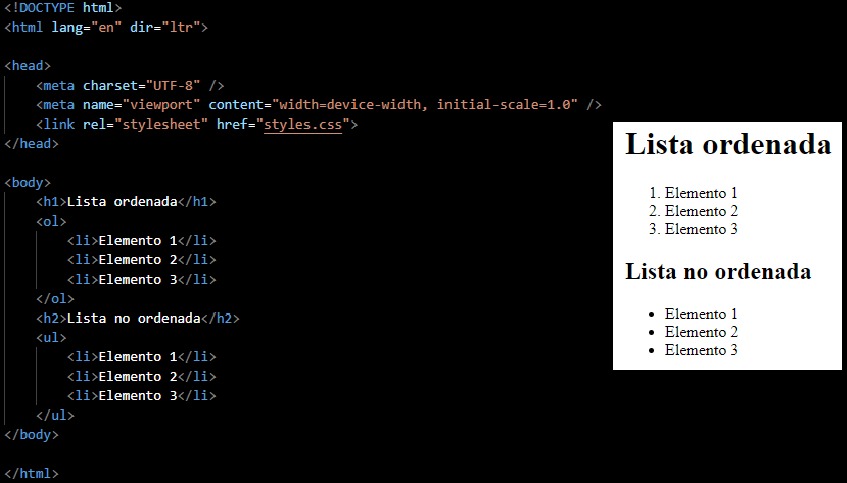 <!DOCTYPE html>
<html lang="en" dir="ltr">
<head>
<meta charset="UTF-8" />
<meta name="viewport" content="width=device-width, initial-scale=1.0" />
<link rel="stylesheet" href="styles.css">
</head>
<body>
<h1>Lista ordenada</h1>
<ol>
<li>Elemento 1</li>
<li>Elemento 2</li>
<li>Elemento 3</li>
</ol>
<h2>Lista no ordenada</h2>
<ul>
<li>Elemento 1</li>
<li>Elemento 2</li>
<li>Elemento 3</li>
</ul>
</body>
</html>
Lista ordenada
1. Elemento 1
2. Elemento 2
3. Elemento 3
Lista no ordenada
• Elemento 1
• Elemento 2
• Elemento 3